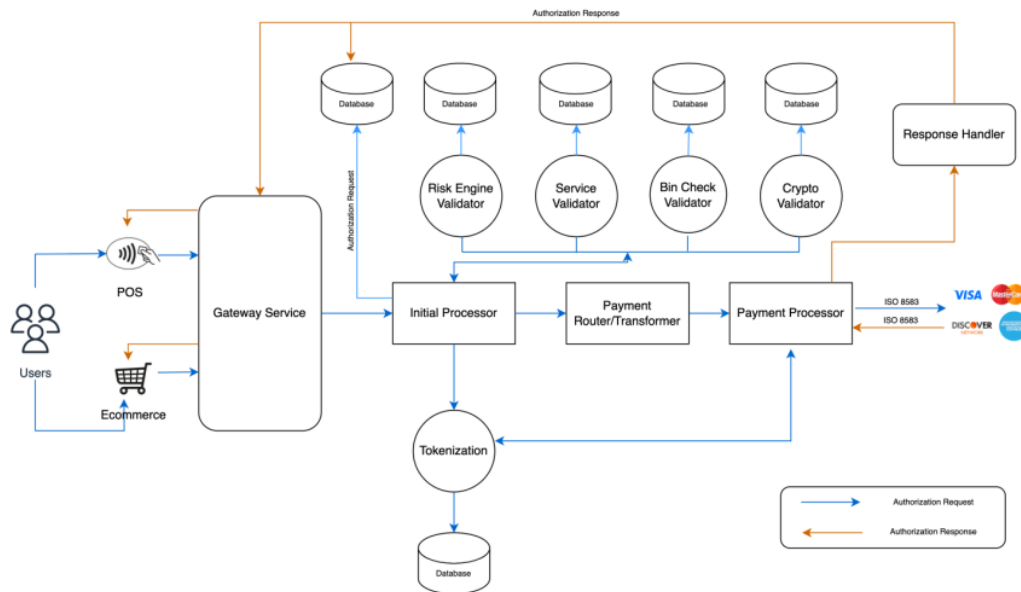 Authorization Response
Database
Database
Database
Database
Database
Response Handler
Authorization Request
Risk Engine
Validator
Service
Validator
Bin Check
Validator
Crypto
Validator
POS
Gateway Service
Initial Processor
Payment
Router/Transformer
Payment Processor
ISO 8583
VISA
MasterCard
ISO 8583
DISCOVER
NETWORK
Users
Ecommerce
Tokenization
Database
Authorization Request
Authorization Response